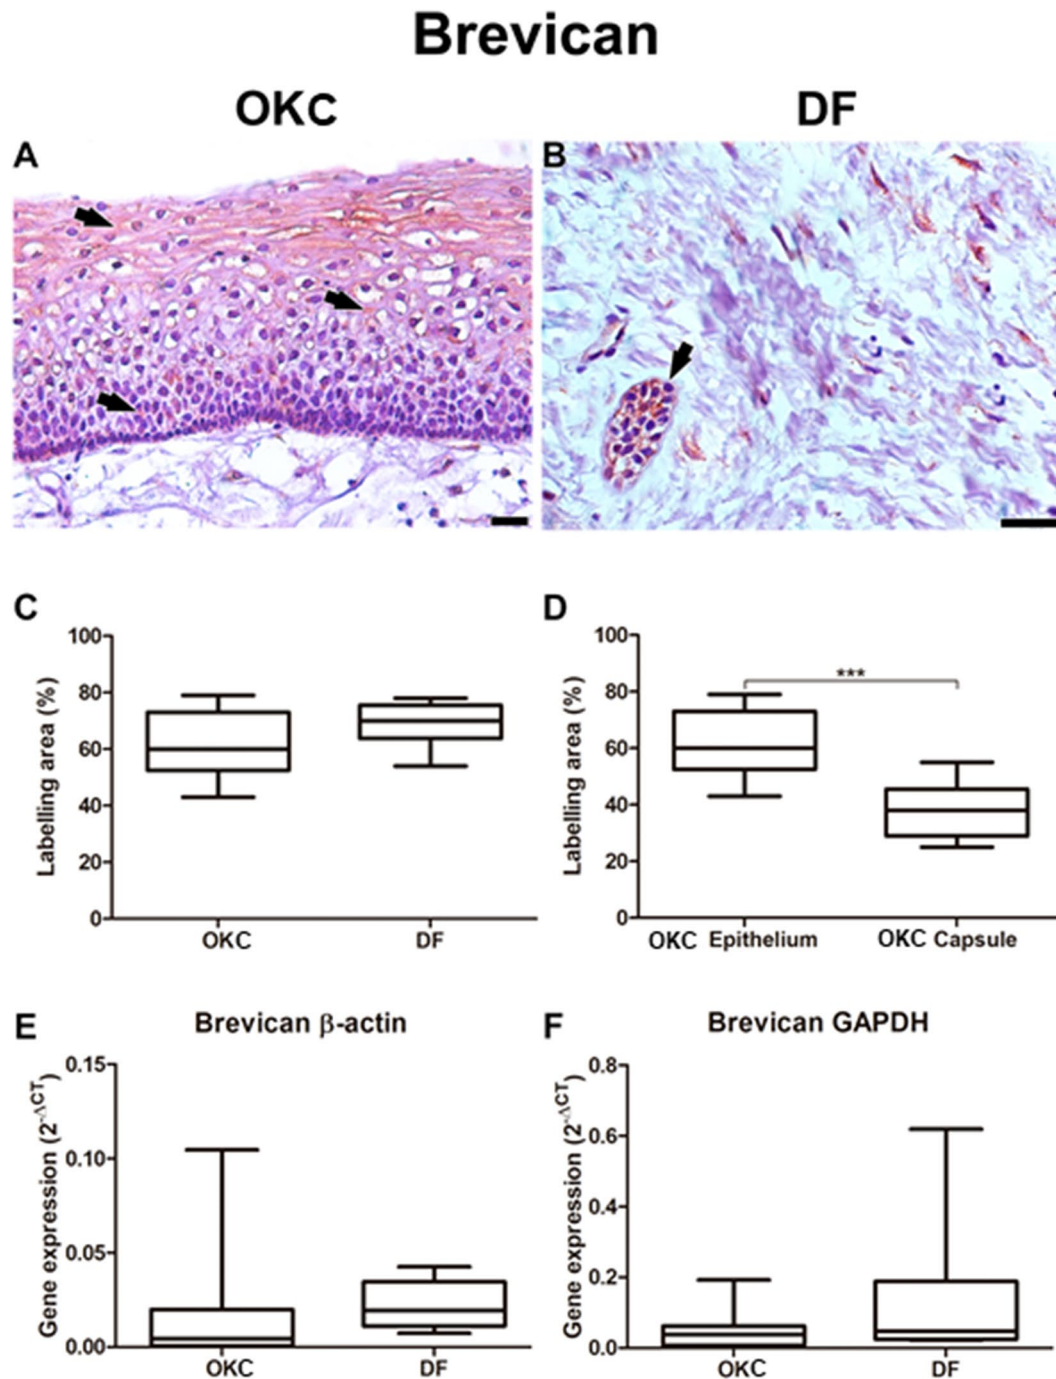 Brevican
OKC DF
A B
C D
100 100
80 80
60 60
40 40
20 20
0 0
Labelling area (%) Labelling area (%)
***
OKC DF OKC Epithelium OKC Capsule
E Brevican β-actin F Brevican GAPDH
0.15 0.8
0.10 0.6
0.05 0.4
0.00 0.2
0.0
Gene expression (2^-ΔCT) Gene expression (2^-ΔCT)
OKC DF OKC DF